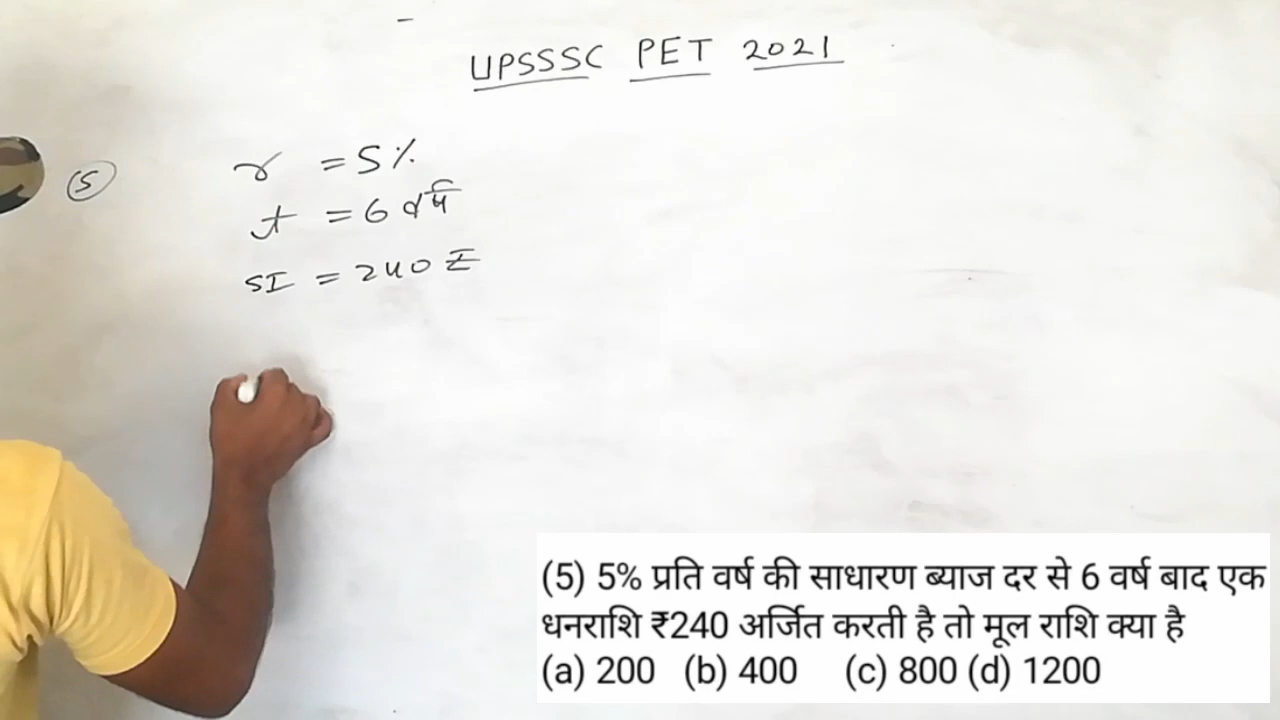 UPSSSC PET 2021
(5)
r = 5%
t = 6 वर्ष
SI = 240 ₹
(5) 5% प्रति वर्ष की साधारण ब्याज दर से 6 वर्ष बाद एक
धनराशि ₹240 अर्जित करती है तो मूल राशि क्या है
(a) 200 (b) 400 (c) 800 (d) 1200